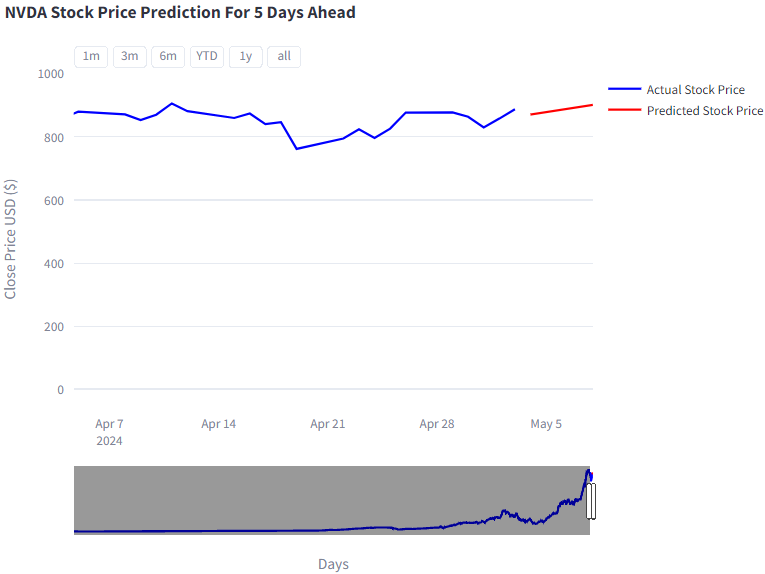 NVDA Stock Price Prediction For 5 Days Ahead
1m 3m 6m YTD 1y all
Actual Stock Price
Predicted Stock Price
Close Price USD ($)
1000
800
600
400
200
0
Apr 7 Apr 14 Apr 21 Apr 28 May 5
2024
Days